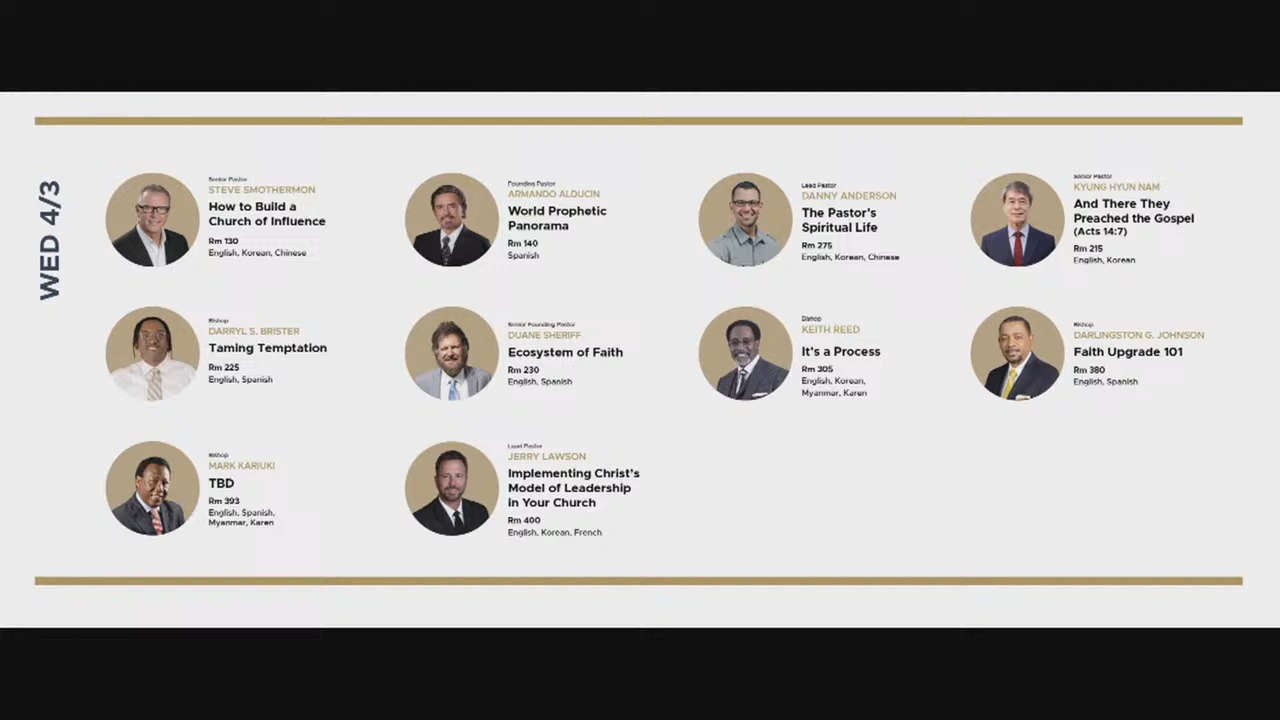 WED 4/3
Senior Pastor
STEVE SMOTHERMON
How to Build a
Church of Influence
Rm 130
English, Korean, Chinese
Founding Pastor
ARMANDO ALDUCIN
World Prophetic
Panorama
Rm 140
Spanish
Lead Pastor
DANNY ANDERSON
The Pastor's
Spiritual Life
Rm 275
English, Korean, Chinese
Senior Pastor
KYUNG HYUN NAM
And There They
Preached the Gospel
(Acts 14:7)
Rm 215
English, Korean
Bishop
DARRYL S. BRISTER
Taming Temptation
Rm 225
English, Spanish
Senior Founding Pastor
DUANE SHERIFF
Ecosystem of Faith
Rm 230
English, Spanish
Bishop
KEITH REED
It's a Process
Rm 305
English, Korean,
Myanmar, Karen
Bishop
DARLINGSTON G. JOHNSON
Faith Upgrade 101
Rm 380
English, Spanish
Bishop
MARK KARIUKI
TBD
Rm 393
English, Spanish,
Myanmar, Karen
Lead Pastor
JERRY LAWSON
Implementing Christ's
Model of Leadership
in Your Church
Rm 400
English, Korean, French